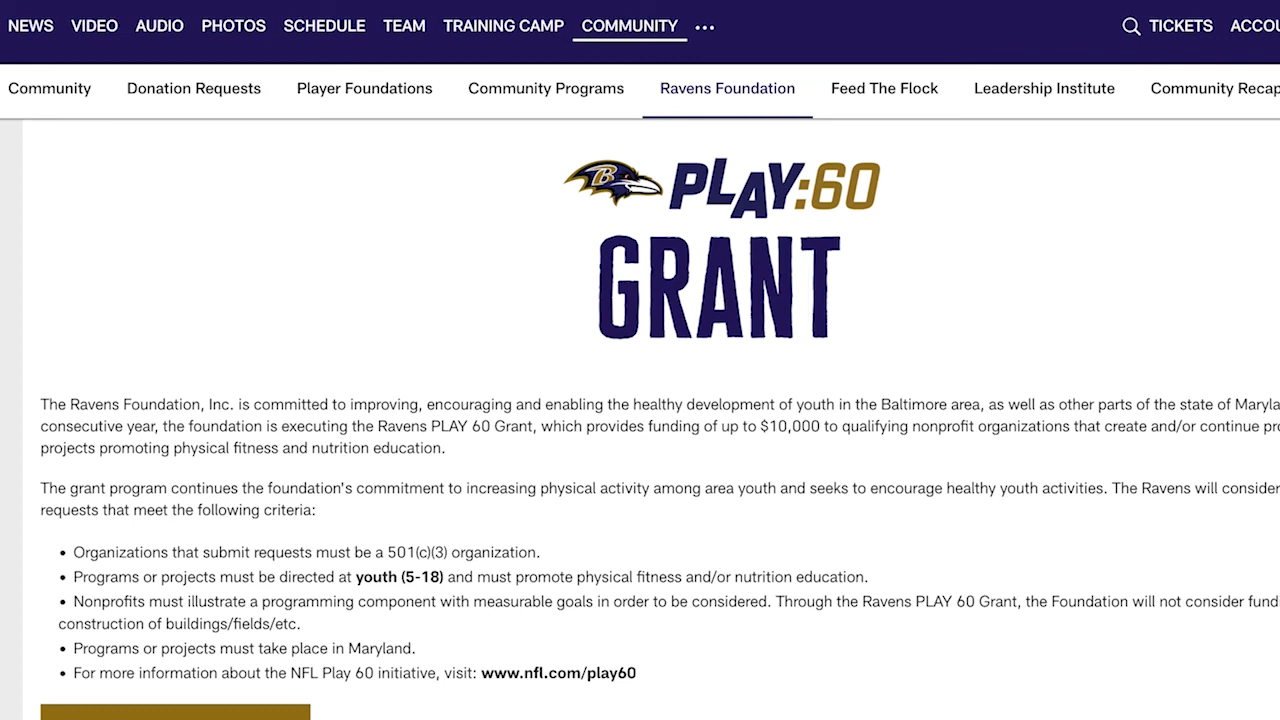 NEWS VIDEO AUDIO PHOTOS SCHEDULE TEAM TRAINING CAMP COMMUNITY ••• TICKETS
Community Donation Requests Player Foundations Community Programs Ravens Foundation Feed The Flock Leadership Institute Community Recap
B PLAY:60
GRANT
The Ravens Foundation, Inc. is committed to improving, encouraging and enabling the healthy development of youth in the Baltimore area, as well as other parts of the state of
consecutive year, the foundation is executing the Ravens PLAY 60 Grant, which provides funding of up to $10,000 to qualifying nonprofit organizations that create and/or continue
projects promoting physical fitness and nutrition education.
The grant program continues the foundation's commitment to increasing physical activity among area youth and seeks to encourage healthy youth activities. The Ravens will consider
requests that meet the following criteria:
• Organizations that submit requests must be a 501(c)(3) organization.
• Programs or projects must be directed at youth (5-18) and must promote physical fitness and/or nutrition education.
• Nonprofits must illustrate a programming component with measurable goals in order to be considered. Through the Ravens PLAY 60 Grant, the Foundation will not consider
construction of buildings/fields/etc.
• Programs or projects must take place in Maryland.
• For more information about the NFL Play 60 initiative, visit: www.nfl.com/play60